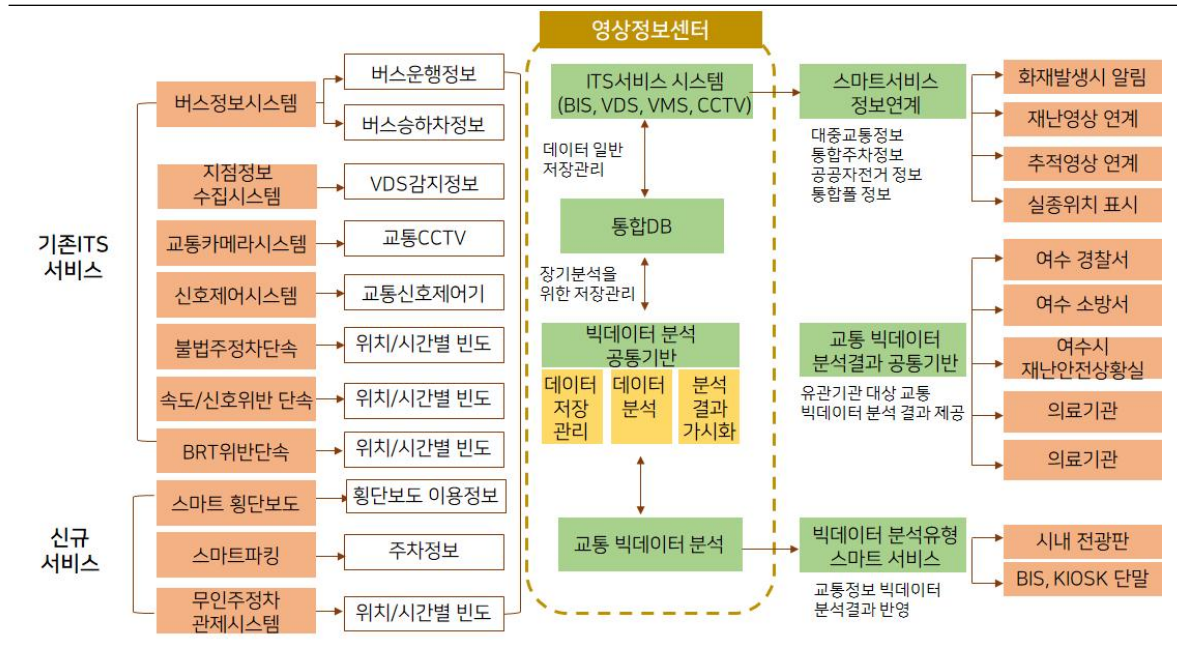 영상정보센터
기존ITS
서비스
버스정보시스템
버스운행정보
버스승하차정보
지점정보
수집시스템
VDS감지정보
교통카메라시스템
교통CCTV
신호제어시스템
교통신호제어기
불법주정차단속
위치/시간별 빈도
속도/신호위반 단속
위치/시간별 빈도
BRT위반단속
위치/시간별 빈도
신규
서비스
스마트 횡단보도
횡단보도 이용정보
스마트파킹
주차정보
무인주정차
관제시스템
위치/시간별 빈도
ITS서비스 시스템
(BIS, VDS, VMS, CCTV)
데이터 일반
저장관리
통합DB
장기분석을
위한 저장관리
빅데이터 분석
공통기반
데이터
저장
관리
데이터
분석
분석
결과
가시화
교통 빅데이터 분석
스마트서비스
정보연계
대중교통정보
통합주차정보
공공자전거 정보
통합폴 정보
화재발생시 알림
재난영상 연계
추적영상 연계
실종위치 표시
교통 빅데이터
분석결과 공통기반
유관기관 대상 교통
빅데이터 분석 결과 제공
여수 경찰서
여수 소방서
여수시
재난안전상황실
의료기관
의료기관
빅데이터 분석유형
스마트 서비스
교통정보 빅데이터
분석결과 반영
시내 전광판
BIS, KIOSK 단말